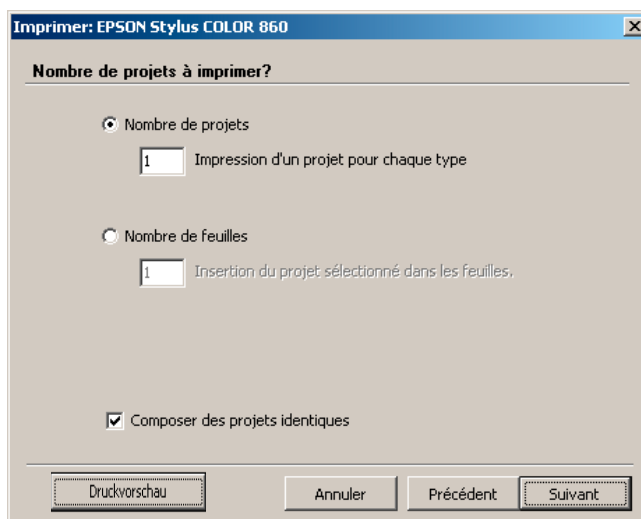 Imprimer: EPSON Stylus COLOR 860
Nombre de projets à imprimer?
Nombre de projets
1 Impression d'un projet pour chaque type
Nombre de feuilles
1 Insertion du projet sélectionné dans les feuilles.
Composer des projets identiques
Druckvorschau Annuler Précédent Suivant